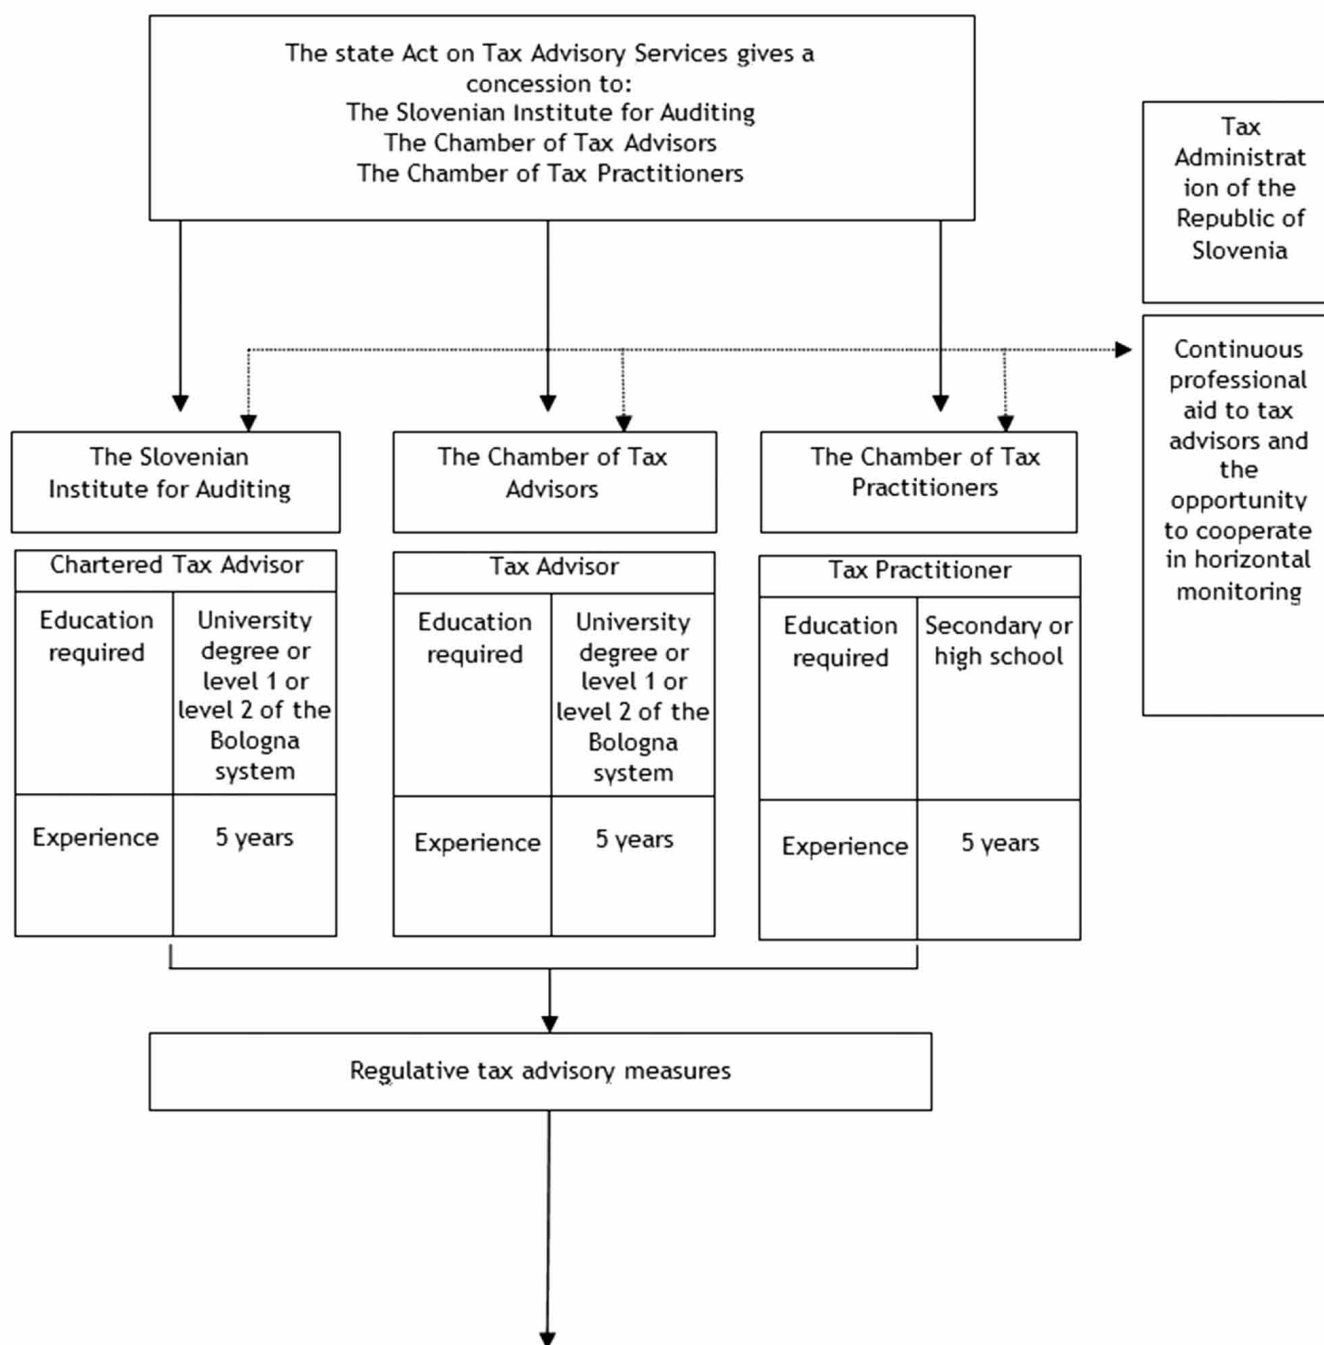 The state Act on Tax Advisory Services gives a
concession to:
The Slovenian Institute for Auditing
The Chamber of Tax Advisors
The Chamber of Tax Practitioners
Tax
Administrat
ion of the
Republic of
Slovenia
Continuous
professional
aid to tax
advisors and
the
opportunity
to cooperate
in horizontal
monitoring
The Slovenian
Institute for Auditing
The Chamber of Tax
Advisors
The Chamber of Tax
Practitioners
Chartered Tax Advisor
Education
required
University
degree or
level 1 or
level 2 of the
Bologna
system
Experience
5 years
Tax Advisor
Education
required
University
degree or
level 1 or
level 2 of the
Bologna
system
Experience
5 years
Tax Practitioner
Education
required
Secondary or
high school
Experience
5 years
Regulative tax advisory measures